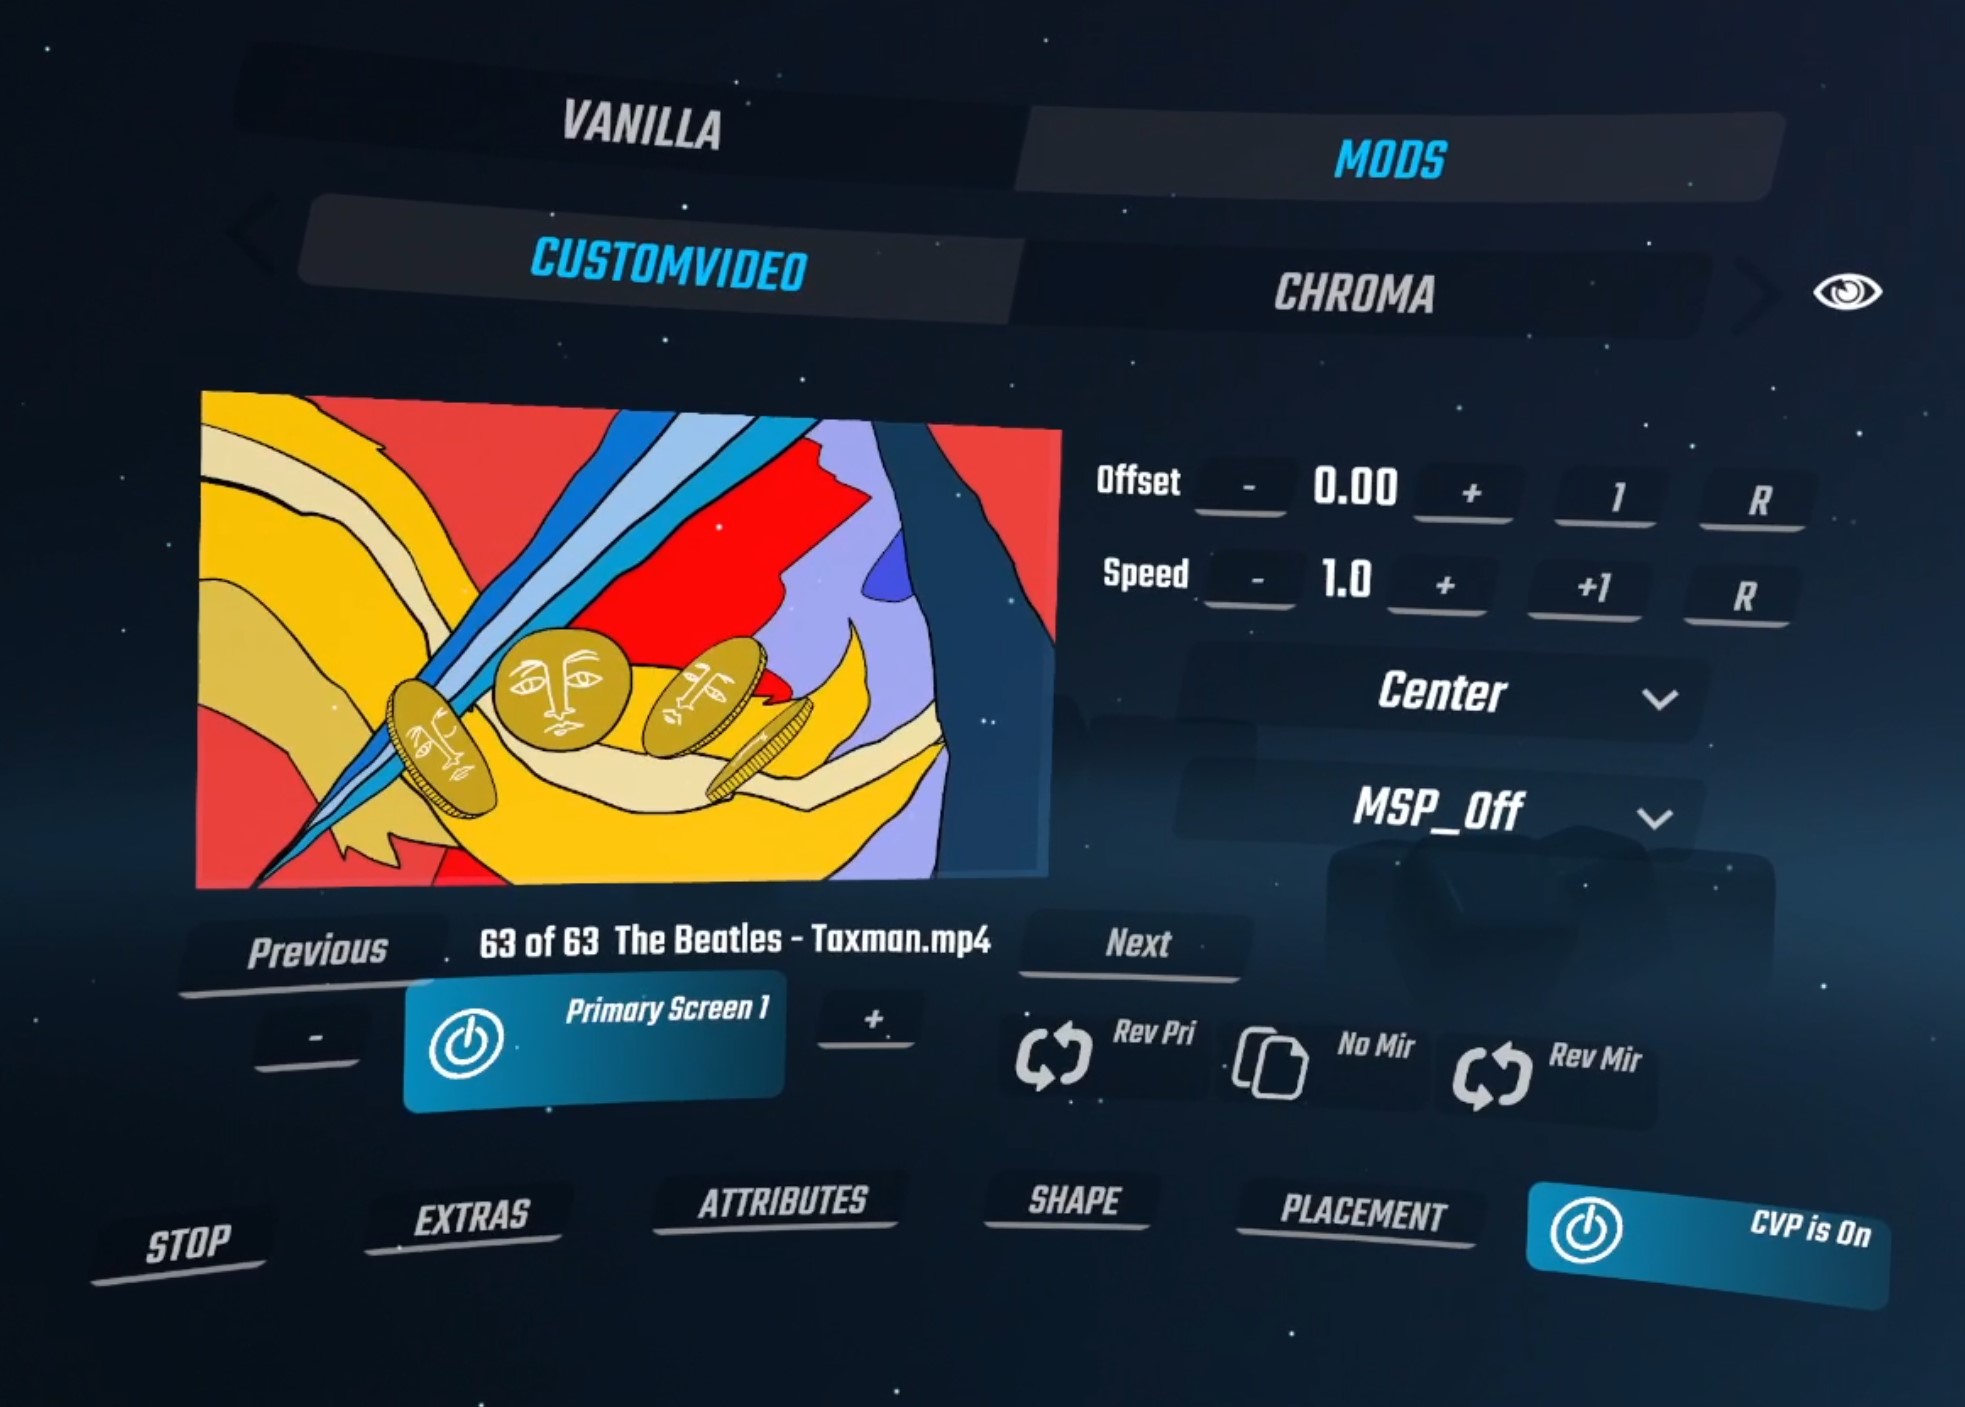 VANILLA
MODS
CUSTOMVIDEO
CHROMA
Offset - 0.00 + 1 R
Speed - 1.0 + +1 R
Center
MSP_Off
Previous
63 of 63 The Beatles - Taxman.mp4
Next
- Primary Screen 1 +
Rev Pri
No Mir
Rev Mir
STOP
EXTRAS
ATTRIBUTES
SHAPE
PLACEMENT
CVP is On